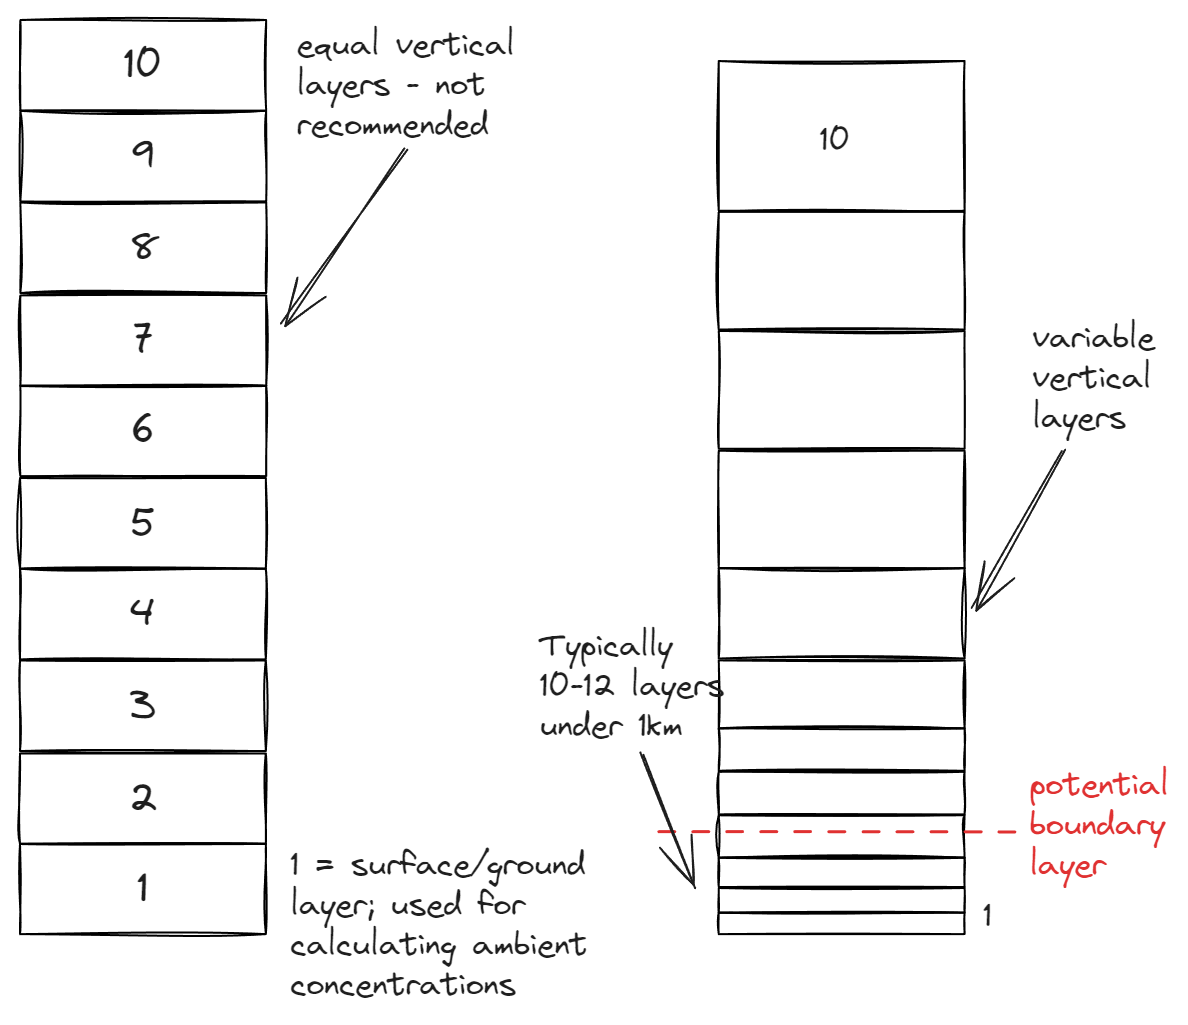 10
9
8
7
6
5
4
3
2
1
equal vertical
layers - not
recommended
1 = surface/ground
layer; used for
calculating ambient
concentrations
10
variable
vertical
layers
Typically
10-12 layers
under 1km
potential
boundary
layer
1